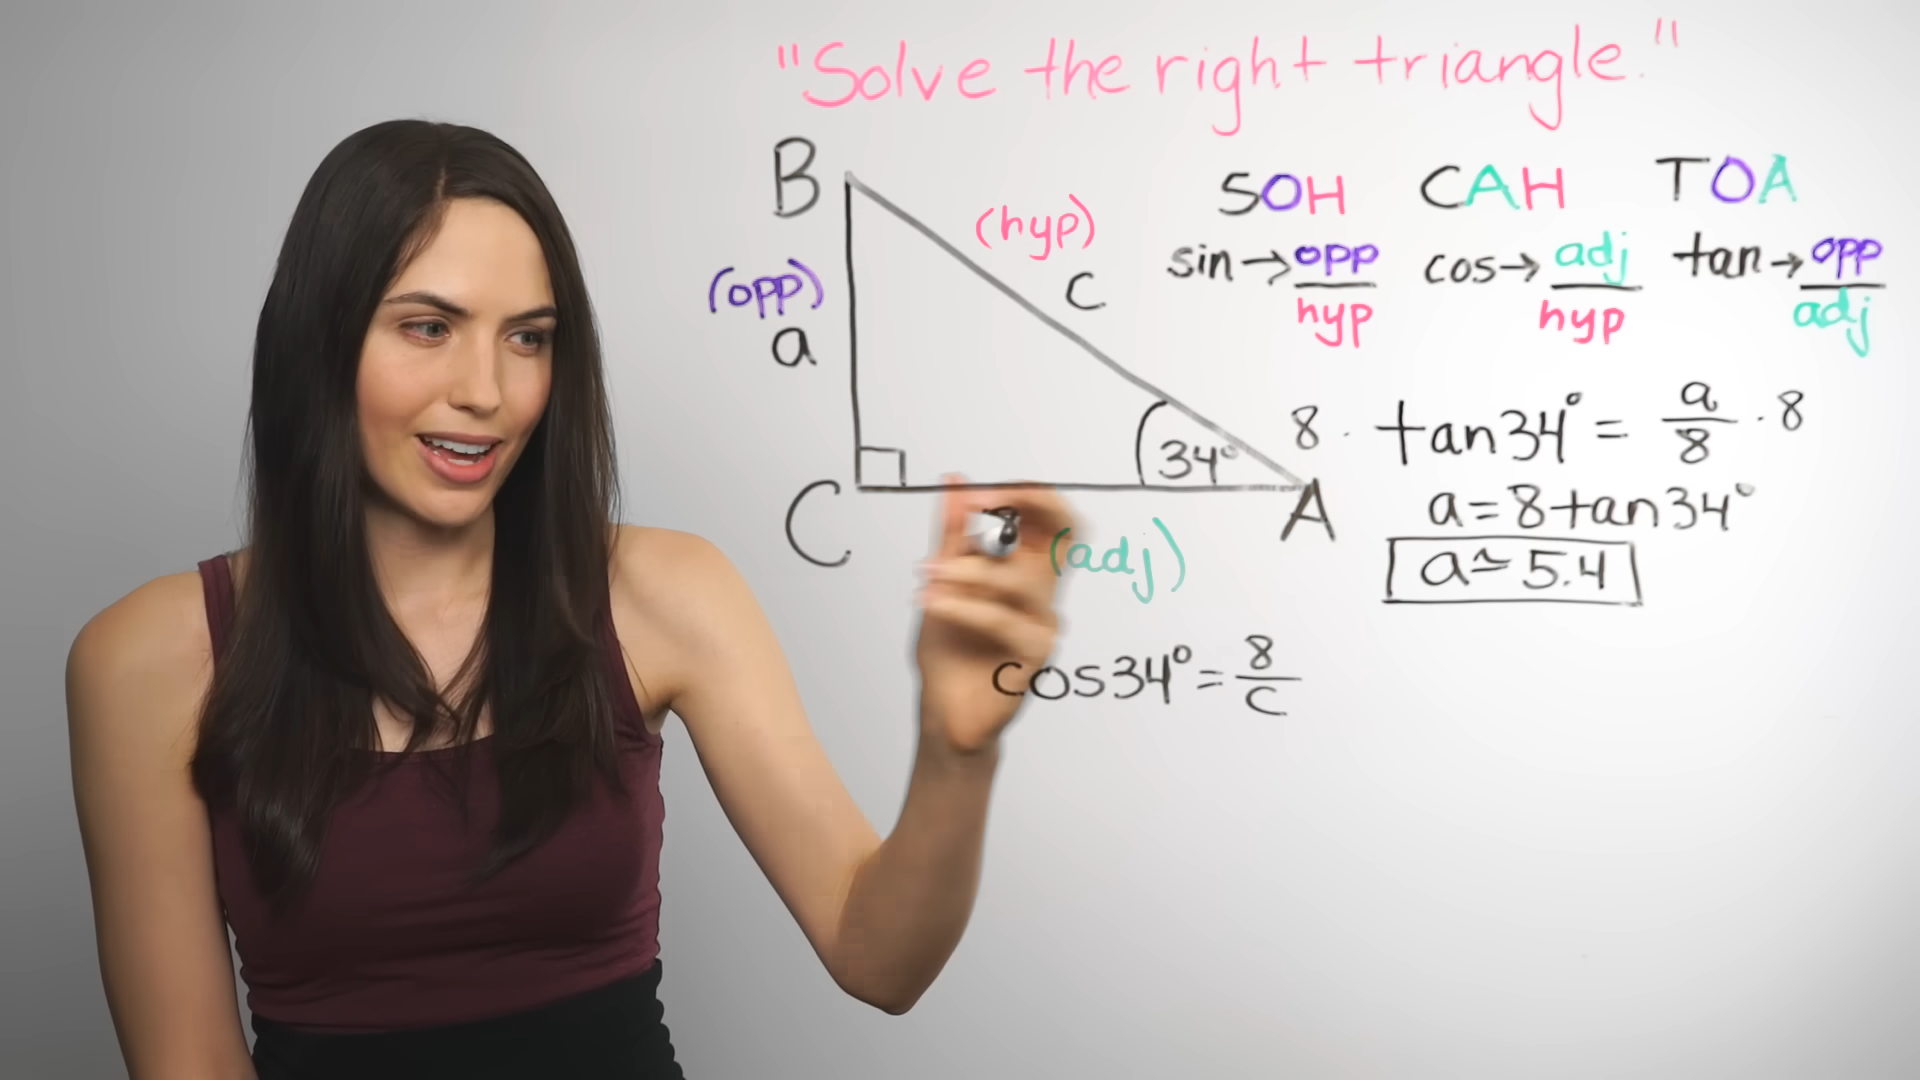 "Solve the right triangle."
SOH CAH TOA
sin→opp/hyp cos→adj/hyp tan→opp/adj
B
(hyp)
c
(opp)
a
34°
C
A
(adj)
8 · tan34° = a/8 · 8
a=8tan34°
a≃5.4
cos34°=8/c